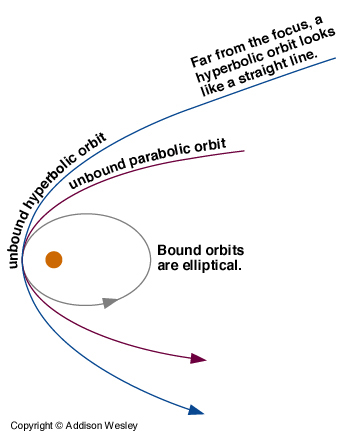 Far from the focus, a
hyperbolic orbit looks
like a straight line.
unbound hyperbolic orbit
unbound parabolic orbit
Bound orbits
are elliptical.
Copyright © Addison Wesley